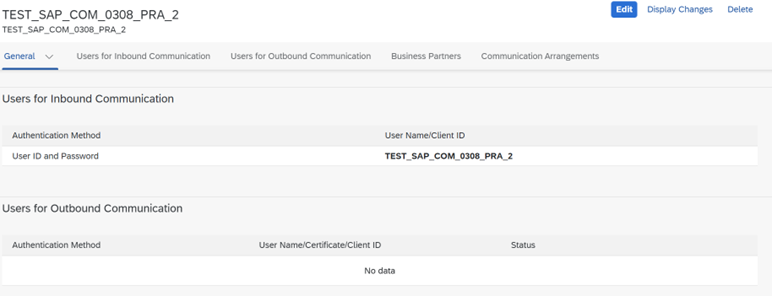 TEST_SAP_COM_0308_PRA_2
TEST_SAP_COM_0308_PRA_2
Edit Display Changes Delete
General Users for Inbound Communication Users for Outbound Communication Business Partners Communication Arrangements
Users for Inbound Communication
Authentication Method User Name/Client ID
User ID and Password TEST_SAP_COM_0308_PRA_2
Users for Outbound Communication
Authentication Method User Name/Certificate/Client ID Status
No data